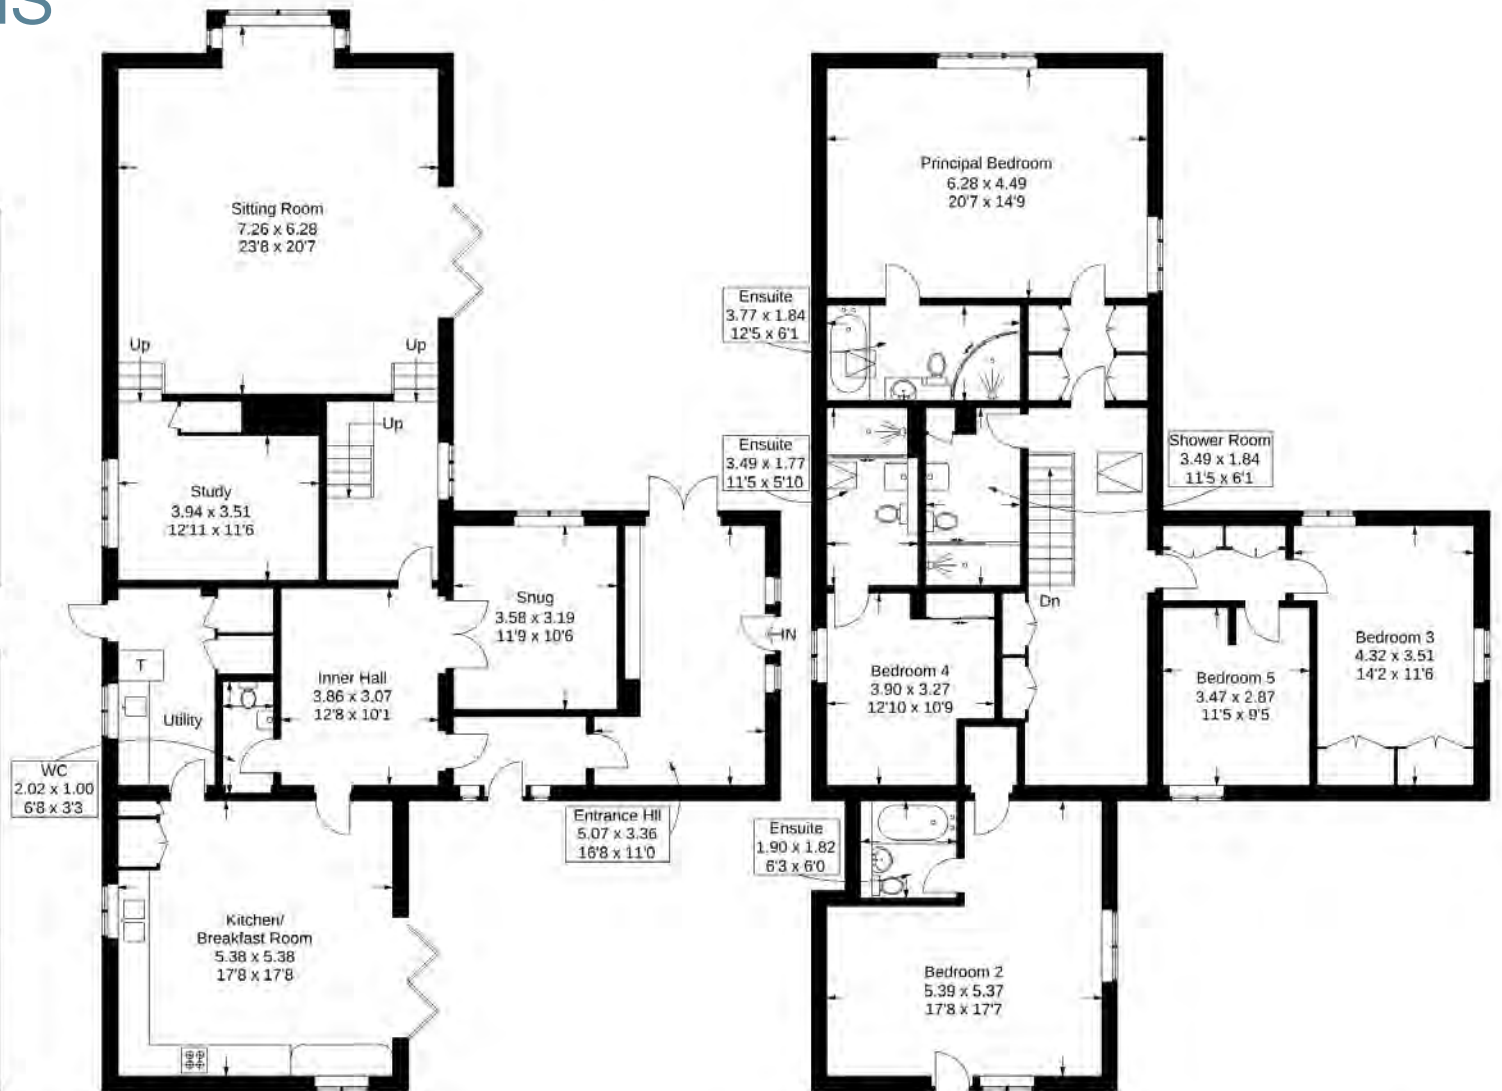 Sitting Room
7.26 x 6.28
23'8 x 20'7
Up
Up
Up
Study
3.94 x 3.51
12'11 x 11'6
Snug
3.58 x 3.19
11'9 x 10'6
IN
T
Utility
Inner Hall
3.86 x 3.07
12'8 x 10'1
WC
2.02 x 1.00
6'8 x 3'3
Entrance Hll
5.07 x 3.36
16'8 x 11'0
Kitchen/
Breakfast Room
5.38 x 5.38
17'8 x 17'8
Principal Bedroom
6.28 x 4.49
20'7 x 14'9
Ensuite
3.77 x 1.84
12'5 x 6'1
Ensuite
3.49 x 1.77
11'5 x 5'10
Shower Room
3.49 x 1.84
11'5 x 6'1
Dn
Bedroom 4
3.90 x 3.27
12'10 x 10'9
Bedroom 5
3.47 x 2.87
11'5 x 9'5
Bedroom 3
4.32 x 3.51
14'2 x 11'6
Ensuite
1.90 x 1.82
6'3 x 6'0
Bedroom 2
5.39 x 5.37
17'8 x 17'7